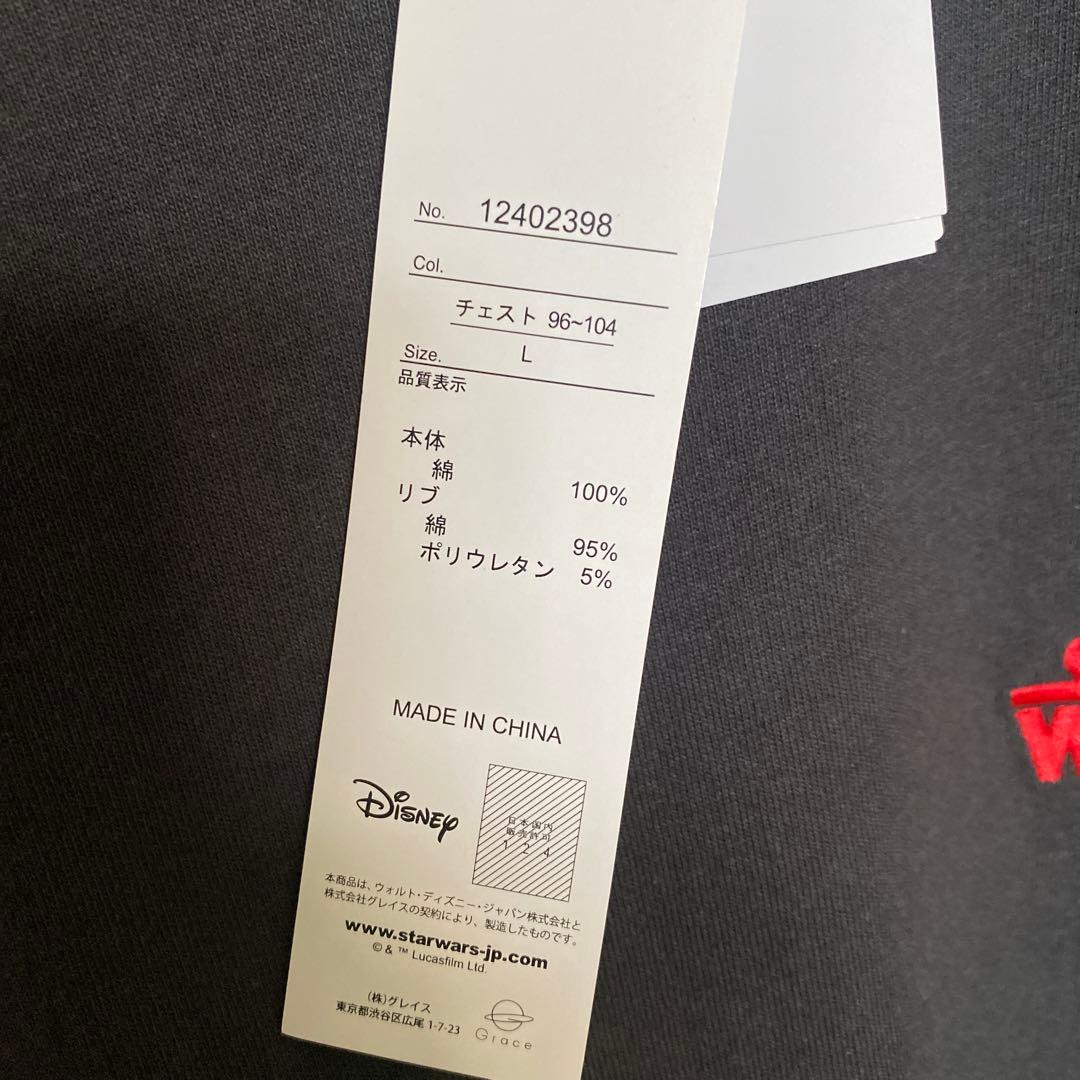 No. 12402398
Col.
チェスト 96~104
Size. L
品質表示
本体
綿 100%
リブ
綿 95%
ポリウレタン 5%
MADE IN CHINA
Disney
日本国内
販売許可
1 2 4
本商品は、ウォルト・ディズニー・ジャパン株式会社と
株式会社グレイスの契約により、製造したものです。
www.starwars-jp.com
© & ™ Lucasfilm Ltd.
(株)グレイス
東京都渋谷区広尾 1-7-23
Grace
W